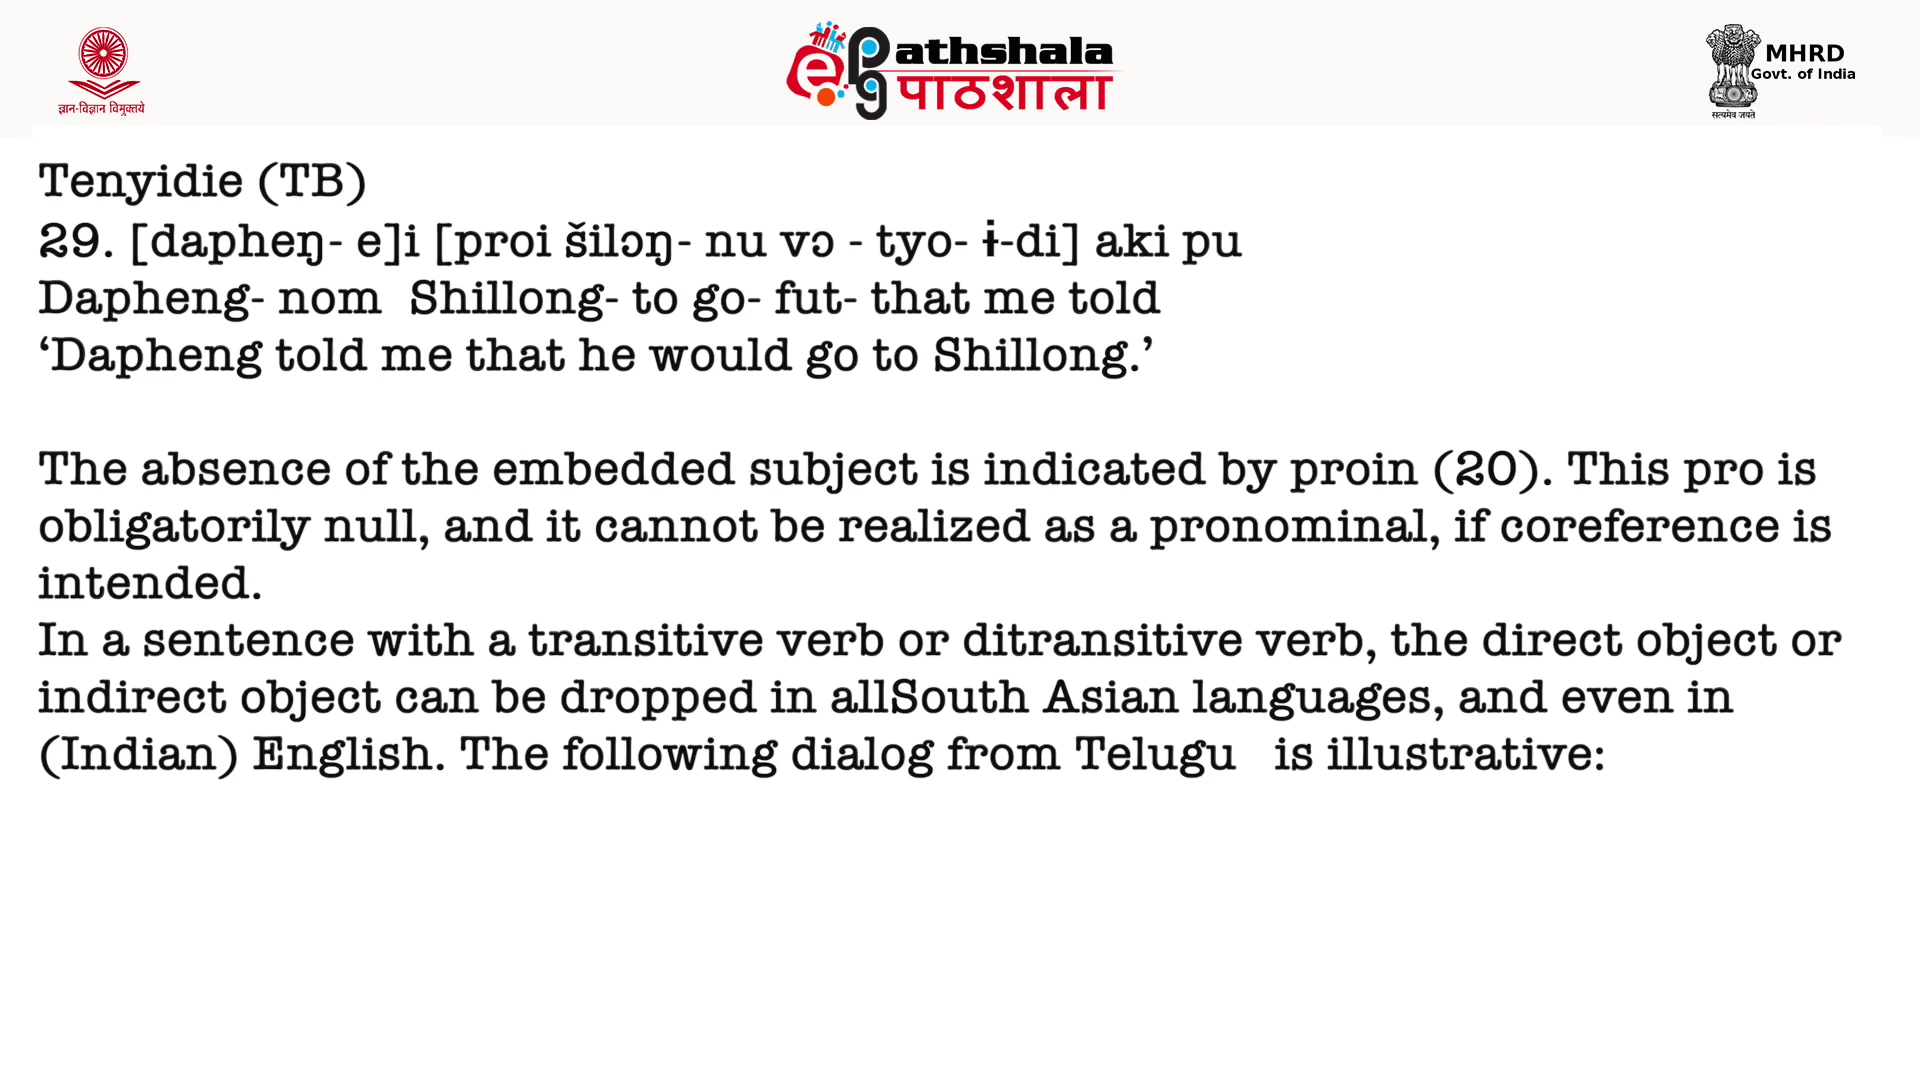 ज्ञान-विज्ञान विमुक्तये
e Pg athshala
पाठशाला
MHRD
Govt. of India
सत्यमेव जयते
Tenyidie (TB)
29. [dapheŋ- e]i [proi šilɔŋ- nu vɔ - tyo- ɨ-di] aki pu
Dapheng- nom Shillong- to go- fut- that me told
‘Dapheng told me that he would go to Shillong.’
The absence of the embedded subject is indicated by proin (20). This pro is
obligatorily null, and it cannot be realized as a pronominal, if coreference is
intended.
In a sentence with a transitive verb or ditransitive verb, the direct object or
indirect object can be dropped in allSouth Asian languages, and even in
(Indian) English. The following dialog from Telugu is illustrative: